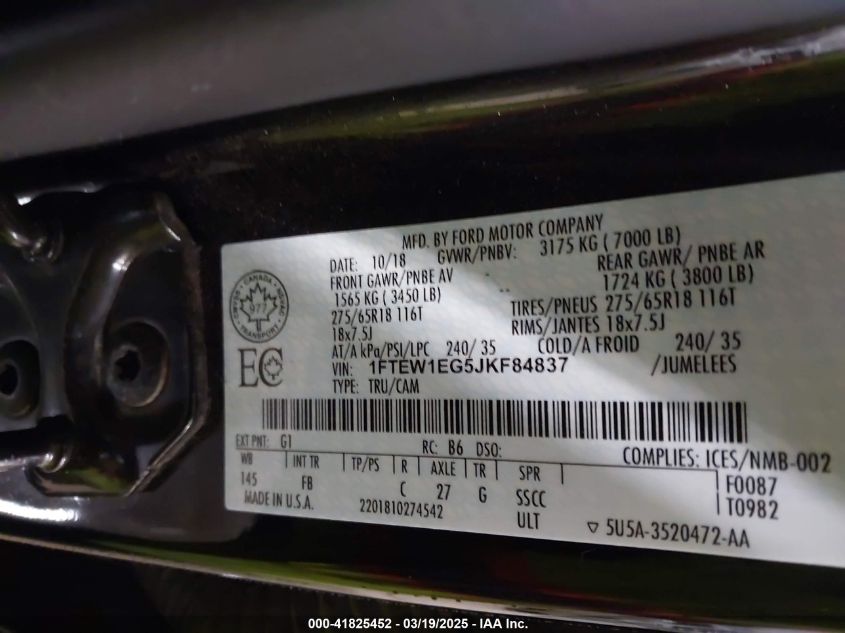 MFD. BY FORD MOTOR COMPANY
DATE: 10/18 GVWR/PNBV: 3175 KG ( 7000 LB)
FRONT GAWR/PNBE AV REAR GAWR/ PNBE AR
1565 KG ( 3450 LB) 1724 KG ( 3800 LB)
275/65R18 116T TIRES/PNEUS 275/65R18 116T
18x7.5J RIMS/JANTES 18x7.5J
AT/A kPa/PSI/LPC 240/ 35 COLD/A FROID 240/ 35
VIN: 1FTEW1EG5JKF84837 /JUMELEES
TYPE: TRU/CAM
CANADA
977
TRANSPORT
EC
EXT PNT: G1 RC: B6 DSO: COMPLIES: ICES/NMB-002
WB INT TR TP/PS R AXLE TR SPR F0087
145 FB C 27 G SSCC T0982
MADE IN U.S.A. 2201810274542 ULT ▽ 5U5A-3520472-AA
000-41825452 - 03/19/2025 - IAA Inc.